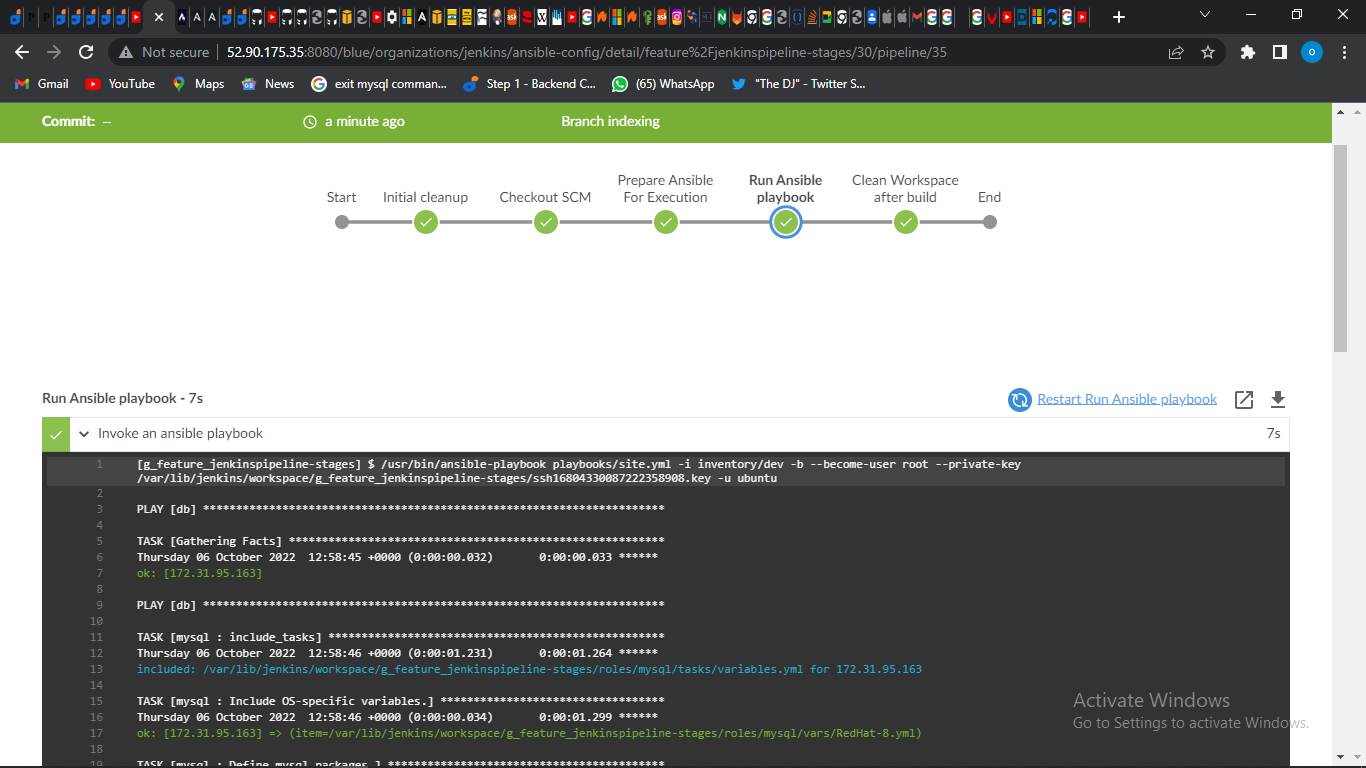 Not secure | 52.90.175.35:8080/blue/organizations/jenkins/ansible-config/detail/feature%2Fjenkinspipeline-stages/30/pipeline/35
Gmail YouTube Maps News exit mysql comman... Step 1 - Backend C... (65) WhatsApp "The DJ" - Twitter S...
Commit: – a minute ago Branch indexing
Prepare Ansible Run Ansible Clean Workspace
Start Initial cleanup Checkout SCM For Execution playbook after build End
Run Ansible playbook - 7s Restart Run Ansible playbook
Invoke an ansible playbook 7s
1 [g_feature_jenkinspipeline-stages] $ /usr/bin/ansible-playbook playbooks/site.yml -i inventory/dev -b --become-user root --private-key
/var/lib/jenkins/workspace/g_feature_jenkinspipeline-stages/ssh16804330087222358908.key -u ubuntu
2
3 PLAY [db] **********************************************************************
4
5 TASK [Gathering Facts] *********************************************************
6 Thursday 06 October 2022 12:58:45 +0000 (0:00:00.032) 0:00:00.033 ******
7 ok: [172.31.95.163]
8
9 PLAY [db] **********************************************************************
10
11 TASK [mysql : include_tasks] ***************************************************
12 Thursday 06 October 2022 12:58:46 +0000 (0:00:01.231) 0:00:01.264 ******
13 included: /var/lib/jenkins/workspace/g_feature_jenkinspipeline-stages/roles/mysql/tasks/variables.yml for 172.31.95.163
14
15 TASK [mysql : Include OS-specific variables.] **********************************
16 Thursday 06 October 2022 12:58:46 +0000 (0:00:00.034) 0:00:01.299 ******
17 ok: [172.31.95.163] => (item=/var/lib/jenkins/workspace/g_feature_jenkinspipeline-stages/roles/mysql/vars/RedHat-8.yml)
18
19 TASK [mysql : Define mysql_packages.] ******************************************
Activate Windows
Go to Settings to activate Windows.